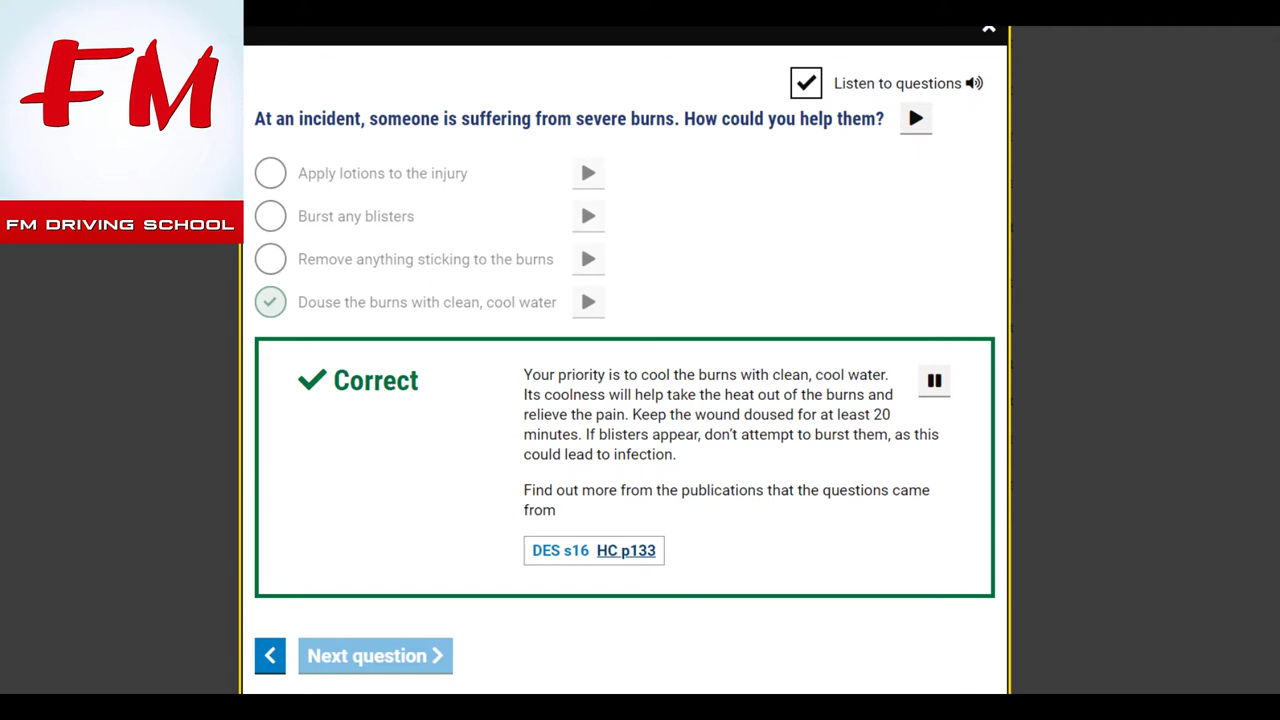 FM
FM DRIVING SCHOOL
Listen to questions
At an incident, someone is suffering from severe burns. How could you help them?
Apply lotions to the injury
Burst any blisters
Remove anything sticking to the burns
Douse the burns with clean, cool water
Correct
Your priority is to cool the burns with clean, cool water.
Its coolness will help take the heat out of the burns and
relieve the pain. Keep the wound doused for at least 20
minutes. If blisters appear, don’t attempt to burst them, as this
could lead to infection.
Find out more from the publications that the questions came
from
DES s16 HC p133
Next question